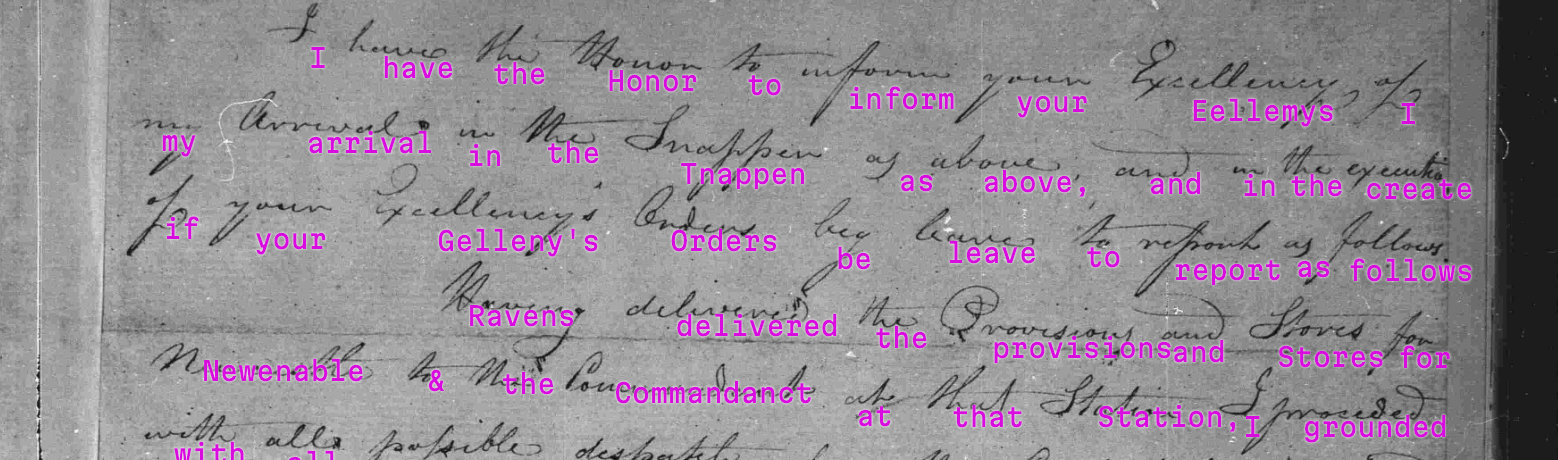 I have the Honor to inform your Excellency, of
I have the Honor to inform your Eellemys I
my Arrival in the Snapper as above, and in the executio
my arrival in the Tnappen as above, and in the create
of your Excellency's Orders beg leave to report as follows.
if your Gelleny's Orders be leave to report as follows
Having delivered the Provisions and Stores for
Ravens delivered the provisions and Stores for
to the Commandant at that Station, I proceeded
Newenable & the Commandanct at that Station, I grounded
with all possible despatch
with all